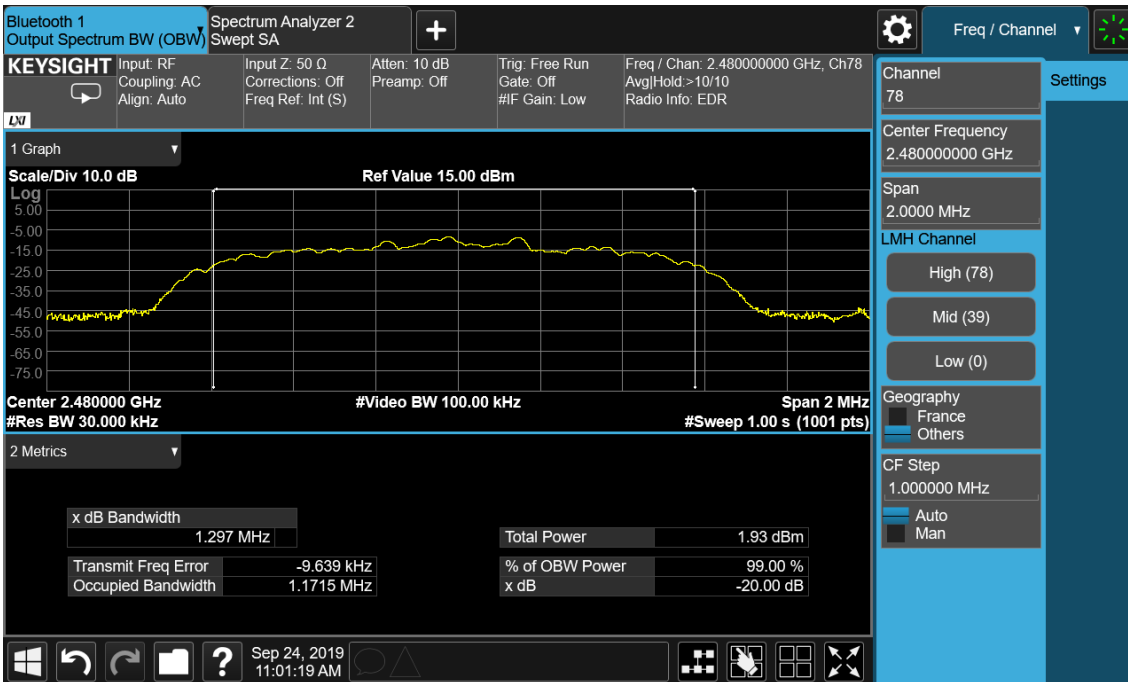 Bluetooth 1
Output Spectrum BW (OBW)
Spectrum Analyzer 2
Swept SA
Freq / Channel
KEYSIGHT
LXI
Input: RF
Coupling: AC
Align: Auto
Input Z: 50 Ω
Corrections: Off
Freq Ref: Int (S)
Atten: 10 dB
Preamp: Off
Trig: Free Run
Gate: Off
#IF Gain: Low
Freq / Chan: 2.480000000 GHz, Ch78
Avg|Hold:>10/10
Radio Info: EDR
1 Graph
Scale/Div 10.0 dB
Ref Value 15.00 dBm
Log
5.00
-5.00
-15.0
-25.0
-35.0
-45.0
-55.0
-65.0
-75.0
Center 2.480000 GHz
#Video BW 100.00 kHz
Span 2 MHz
#Res BW 30.000 kHz
#Sweep 1.00 s (1001 pts)
2 Metrics
x dB Bandwidth
1.297 MHz
Total Power 1.93 dBm
Transmit Freq Error -9.639 kHz
% of OBW Power 99.00 %
Occupied Bandwidth 1.1715 MHz
x dB -20.00 dB
?
Sep 24, 2019
11:01:19 AM
Channel
78
Center Frequency
2.480000000 GHz
Span
2.0000 MHz
LMH Channel
High (78)
Mid (39)
Low (0)
Geography
France
Others
CF Step
1.000000 MHz
Auto
Man
Settings